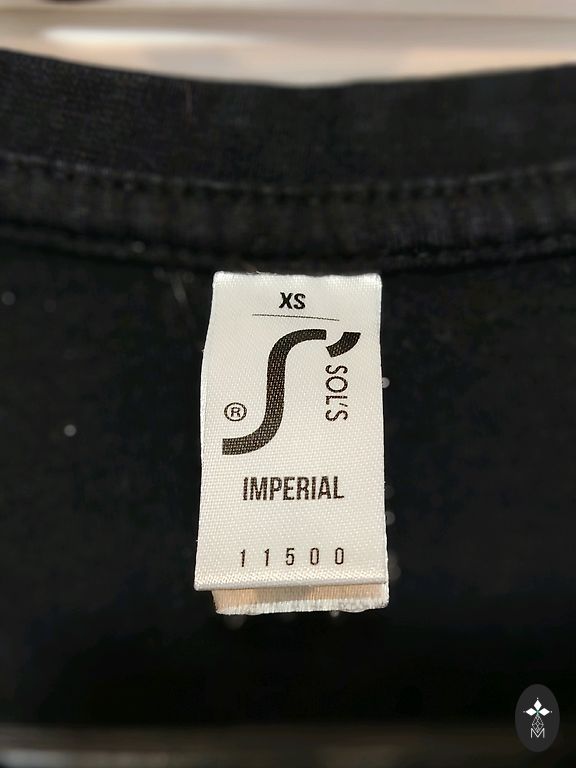 XS
SOL'S
®
IMPERIAL
11500
M